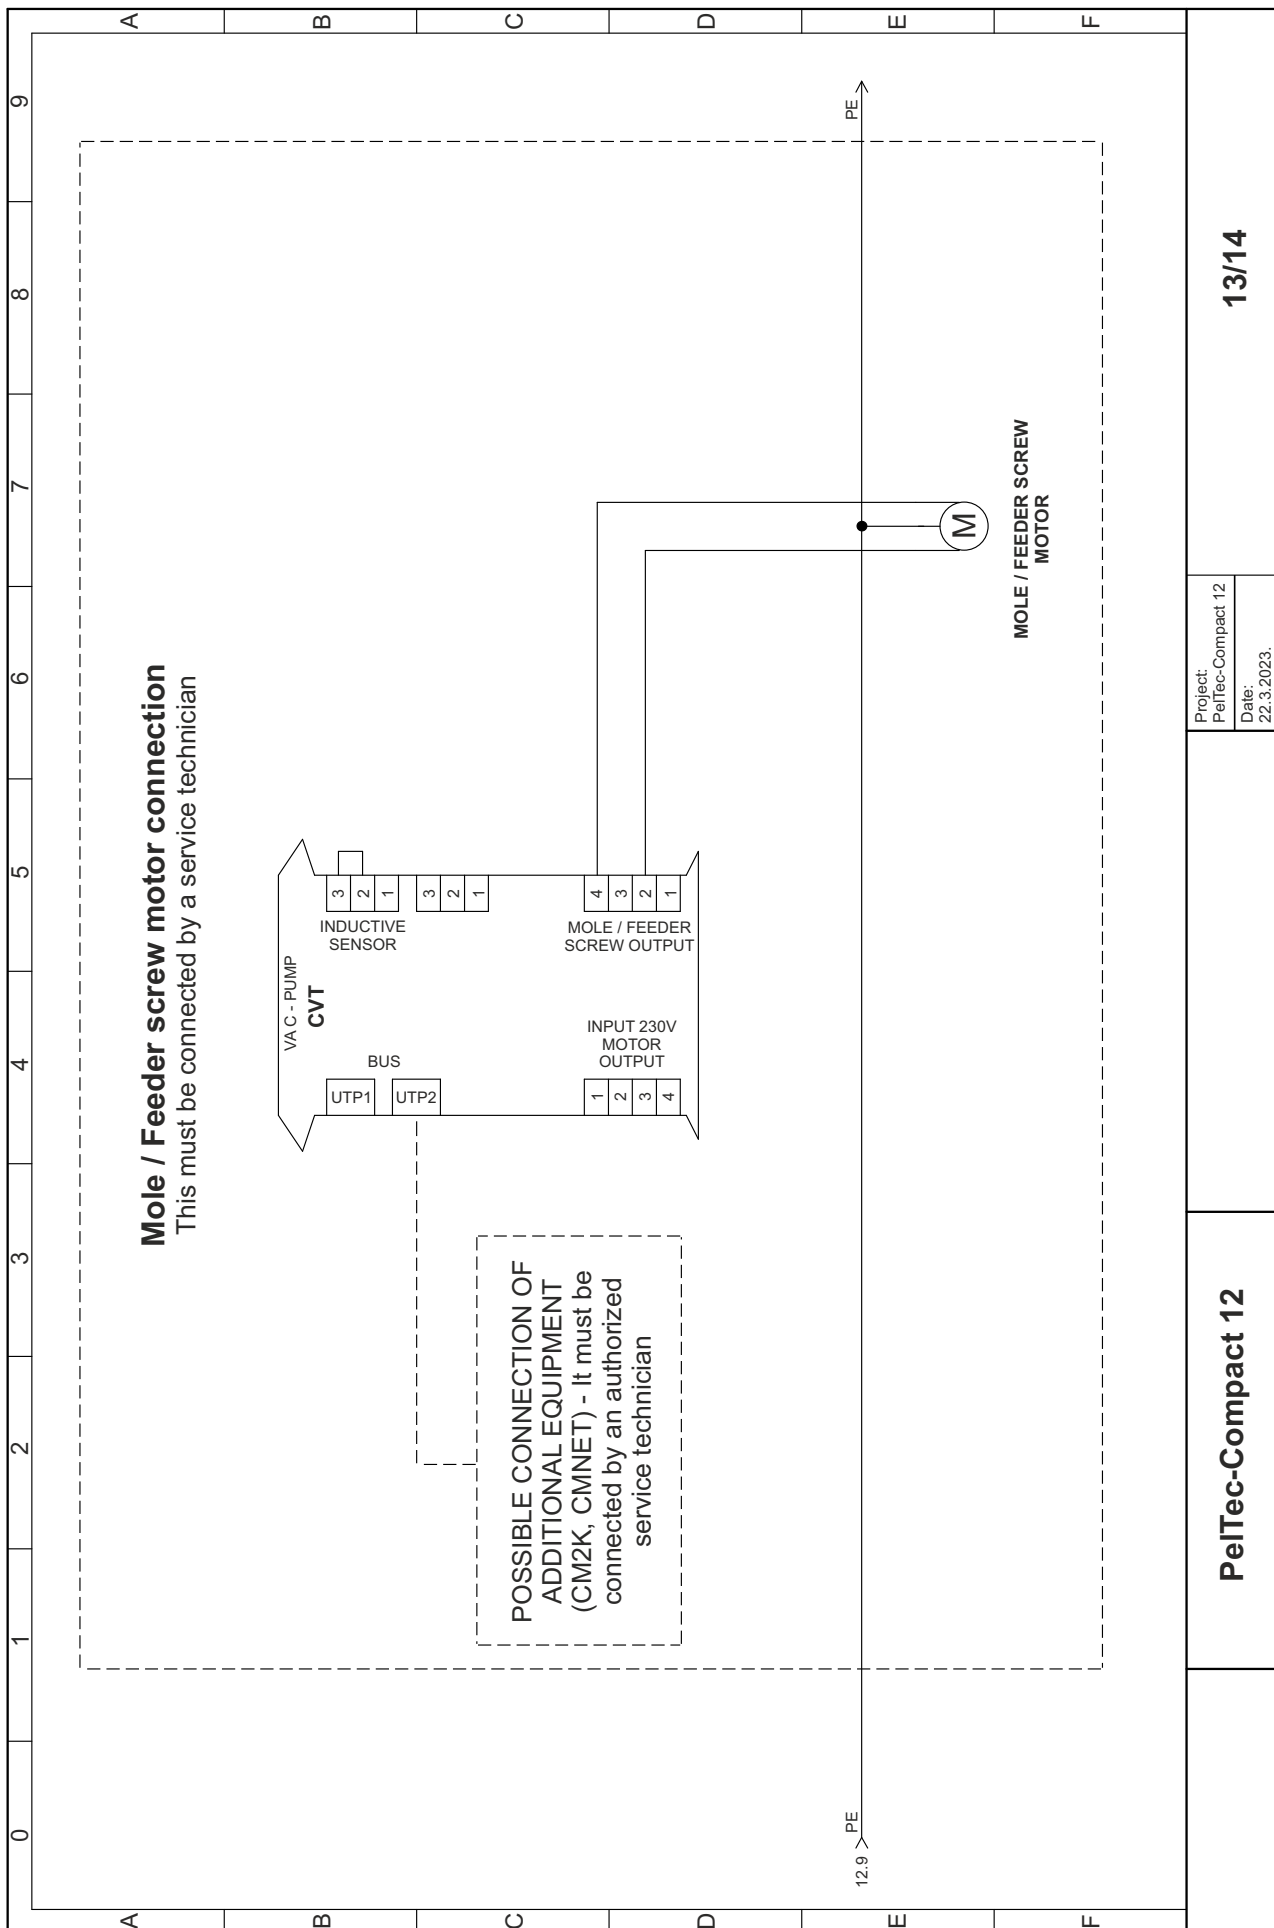 0 1 2 3 4 5 6 7 8 9
A A
B B
C C
D D
E E
F F
Mole / Feeder screw motor connection
This must be connected by a service technician
VAC - PUMP
CVT
BUS
UTP1
UTP2
INDUCTIVE
SENSOR
3
2
1
3
2
1
INPUT 230V
MOTOR
OUTPUT
1
2
3
4
MOLE / FEEDER
SCREW OUTPUT
4
3
2
1
POSSIBLE CONNECTION OF
ADDITIONAL EQUIPMENT
(CM2K, CMNET) - It must be
connected by an authorized
service technician
12.9 PE
PE
M
MOLE / FEEDER SCREW
MOTOR
PelTec-Compact 12
Project:
PelTec-Compact 12
Date:
22.3.2023.
13/14